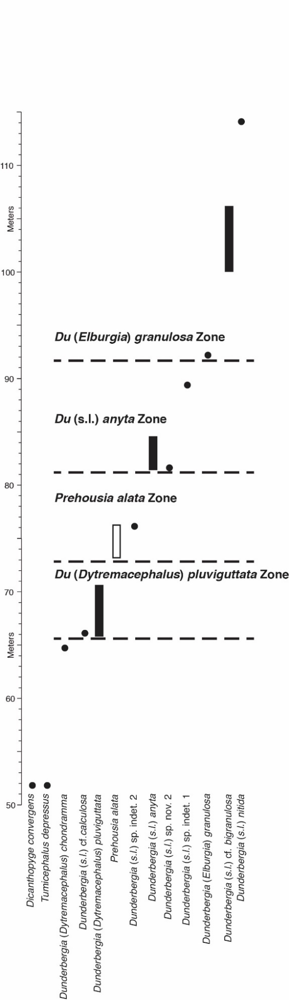 110
Meters
100
Du (Elburgia) granulosa Zone
90
Du (s.l.) anyta Zone
80
Prehousia alata Zone
Du (Dytremacephalus) pluviguttata Zone
70
Meters
60
50
Dicanthopyge convergens
Tumicephalus depressus
Dunderbergia (Dytremacephalus) chondramma
Dunderbergia (s.l.) cf.calculosa
Dunderbergia (Dytremacephalus) pluviguttata
Prehousia alata
Dunderbergia (s.l.) sp. indet. 2
Dunderbergia (s.l.) anyta
Dunderbergia (s.l.) sp. nov. 2
Dunderbergia (s.l.) sp. indet. 1
Dunderbergia (Elburgia) granulosa
Dunderbergia (s.l.) cf. bigranulosa
Dunderbergia (s.l.) nitida